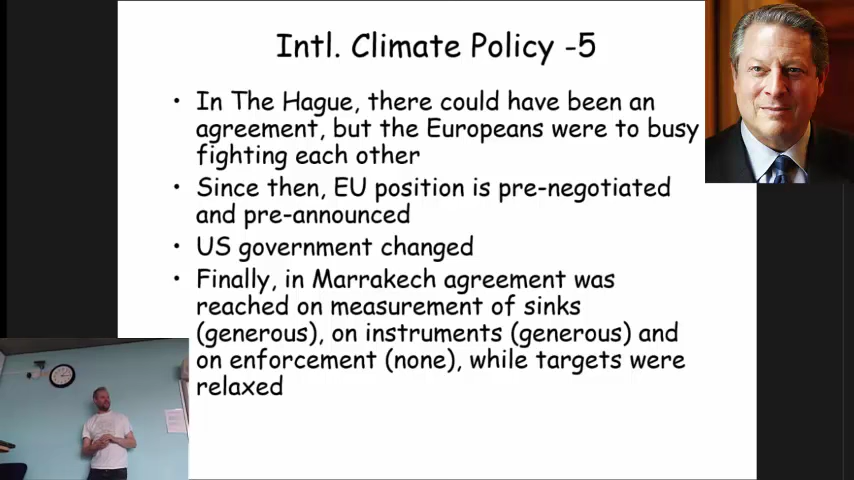 Intl. Climate Policy -5
• In The Hague, there could have been an
agreement, but the Europeans were to busy
fighting each other
• Since then, EU position is pre-negotiated
and pre-announced
• US government changed
• Finally, in Marrakech agreement was
reached on measurement of sinks
(generous), on instruments (generous) and
on enforcement (none), while targets were
relaxed